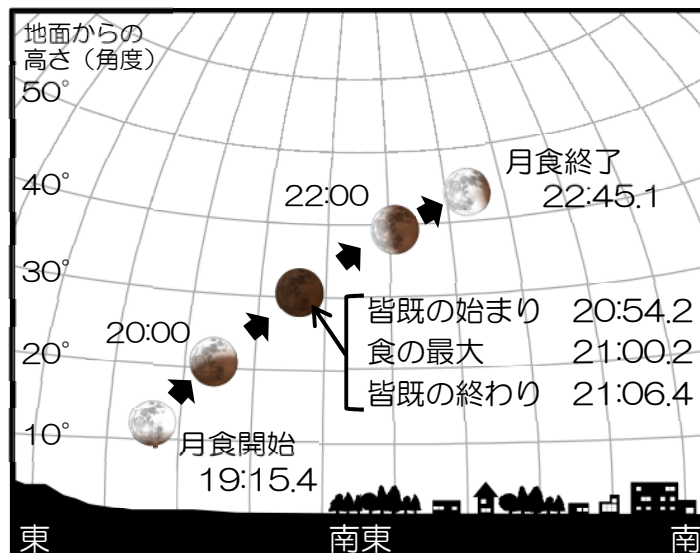 地面からの
高さ（角度）
50°
40°
30°
20°
10°
月食終了
22:45.1
22:00
皆既の始まり 20:54.2
食の最大 21:00.2
皆既の終わり 21:06.4
20:00
月食開始
19:15.4
東
南東
南